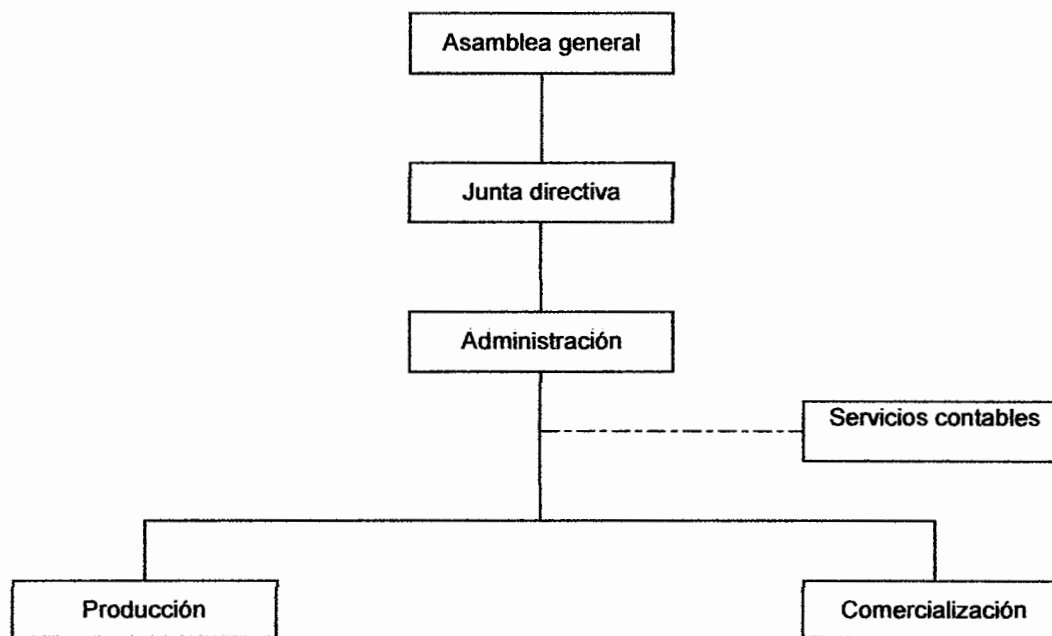 Asamblea general
Junta directiva
Administración
Servicios contables
Producción
Comercialización